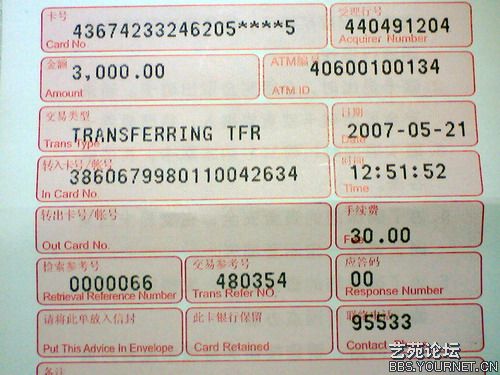 卡号
43674233246205****5
Card No
受理行号
440491204
Acquirer Number
金额
3,000.00
Amount
ATM编号
40600100134
ATM ID
交易类型
TRANSFERRING TFR
Trans Type
日期
2007-05-21
Date
转入卡号/帐号
3860679980110042634
In Card No.
时间
12:51:52
Time
转出卡号/帐号
Out Card No.
手续费
30.00
Fee
检索参考号
0000066
Retrieval Reference Number
交易参考号
480354
Trans Refer NO.
应答码
00
Response Number
请将此单放入信封
Put This Advice In Envelope
此卡银行保留
Card Retained
联络电话
95533
Contact
备注
艺苑论坛
BBS.YOURNET.CN